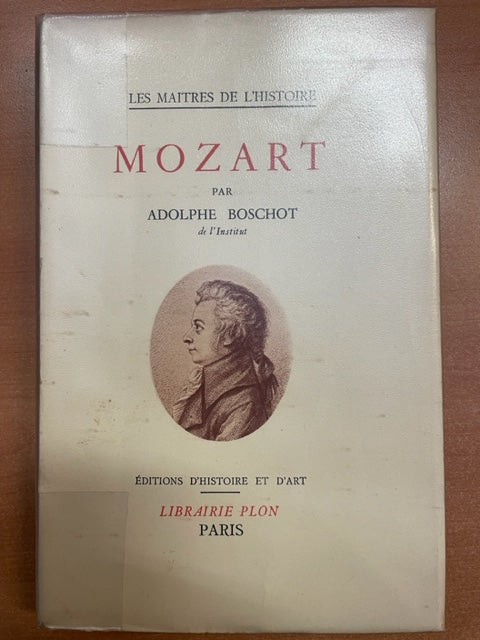 LES MAITRES DE L'HISTOIRE
MOZART
PAR
ADOLPHE BOSCHOT
de l'Institut
ÉDITIONS D'HISTOIRE ET D'ART
LIBRAIRIE PLON
PARIS